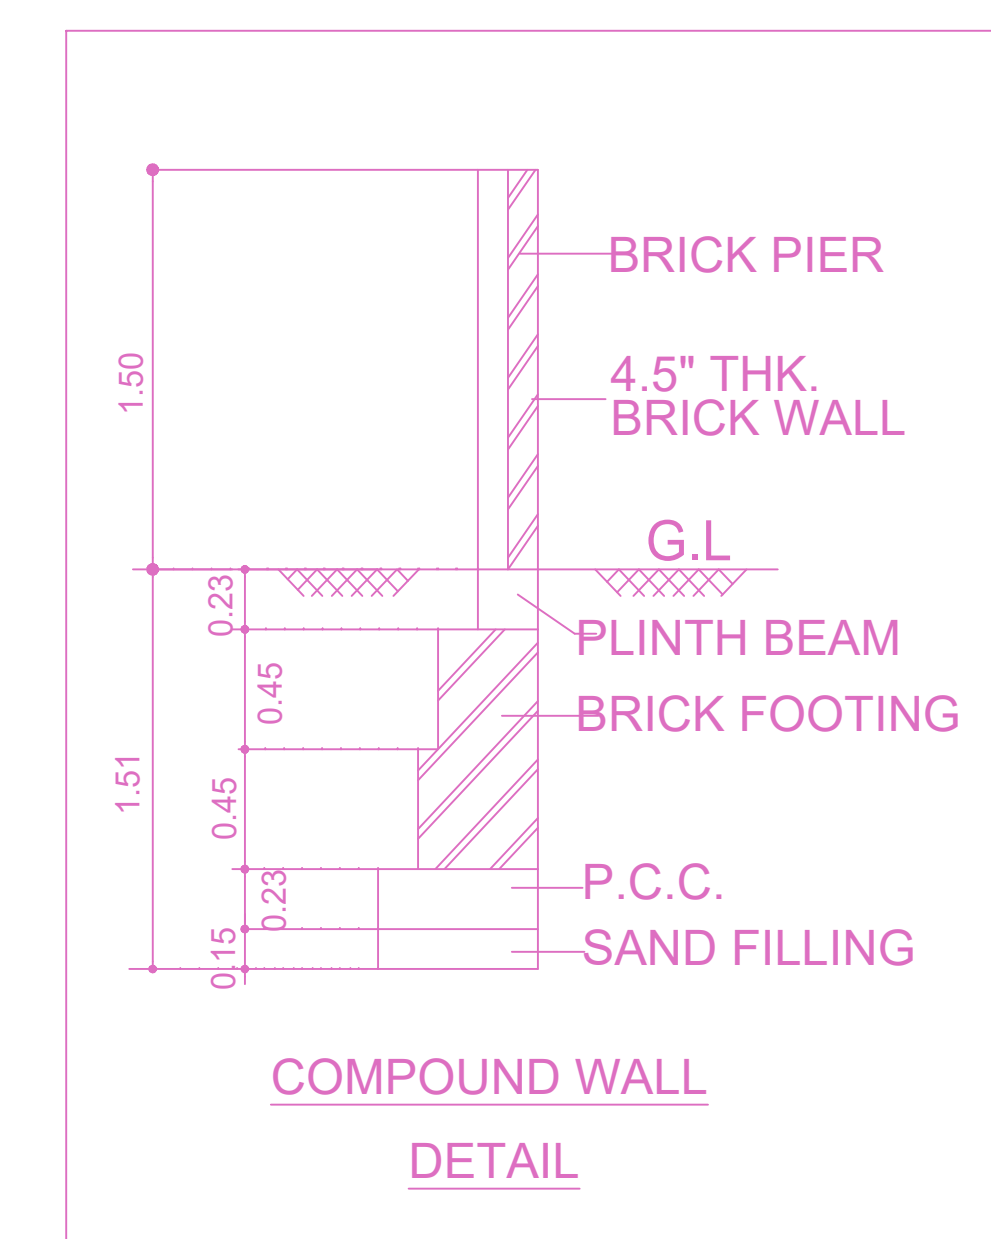 BRICK PIER
1.50
4.5" THK.
BRICK WALL
G.L
0.23
PLINTH BEAM
0.45
BRICK FOOTING
1.51
0.45
0.23
P.C.C.
0.15
SAND FILLING
COMPOUND WALL
DETAIL